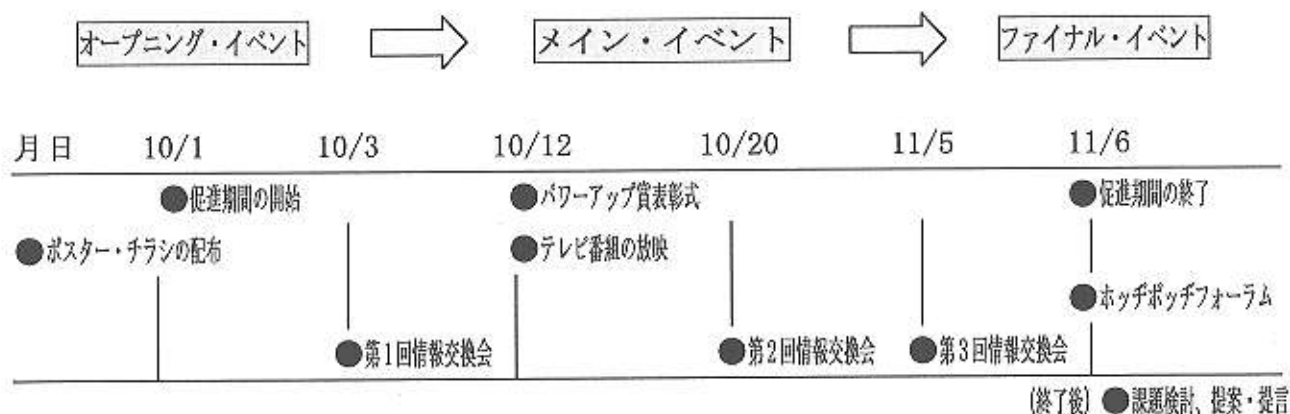 オープニング・イベント メイン・イベント ファイナル・イベント
月日 10/1 10/3 10/12 10/20 11/5 11/6
●促進期間の開始 ●パワーアップ賞表彰式 ●促進期間の終了
●ポスター・チラシの配布 ●テレビ番組の放映
●ホッヂポッヂフォーラム
●第1回情報交換会 ●第2回情報交換会 ●第3回情報交換会
(終了後) ●課題検討、提案・提言